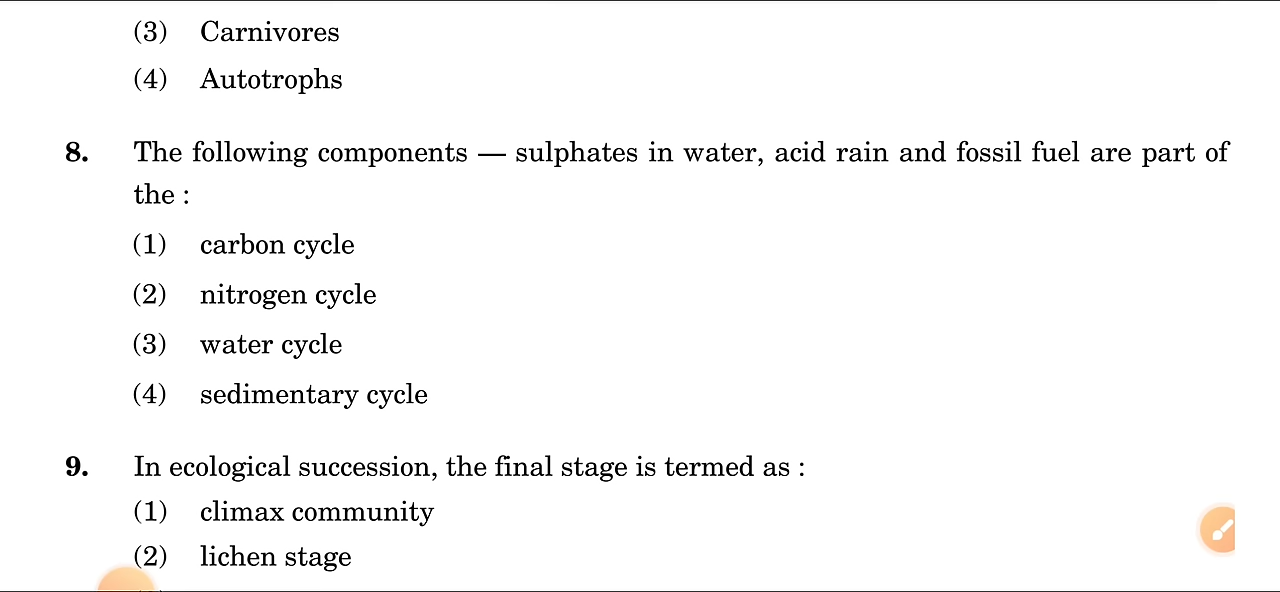 (3) Carnivores
(4) Autotrophs
8. The following components — sulphates in water, acid rain and fossil fuel are part of
the :
(1) carbon cycle
(2) nitrogen cycle
(3) water cycle
(4) sedimentary cycle
9. In ecological succession, the final stage is termed as :
(1) climax community
(2) lichen stage